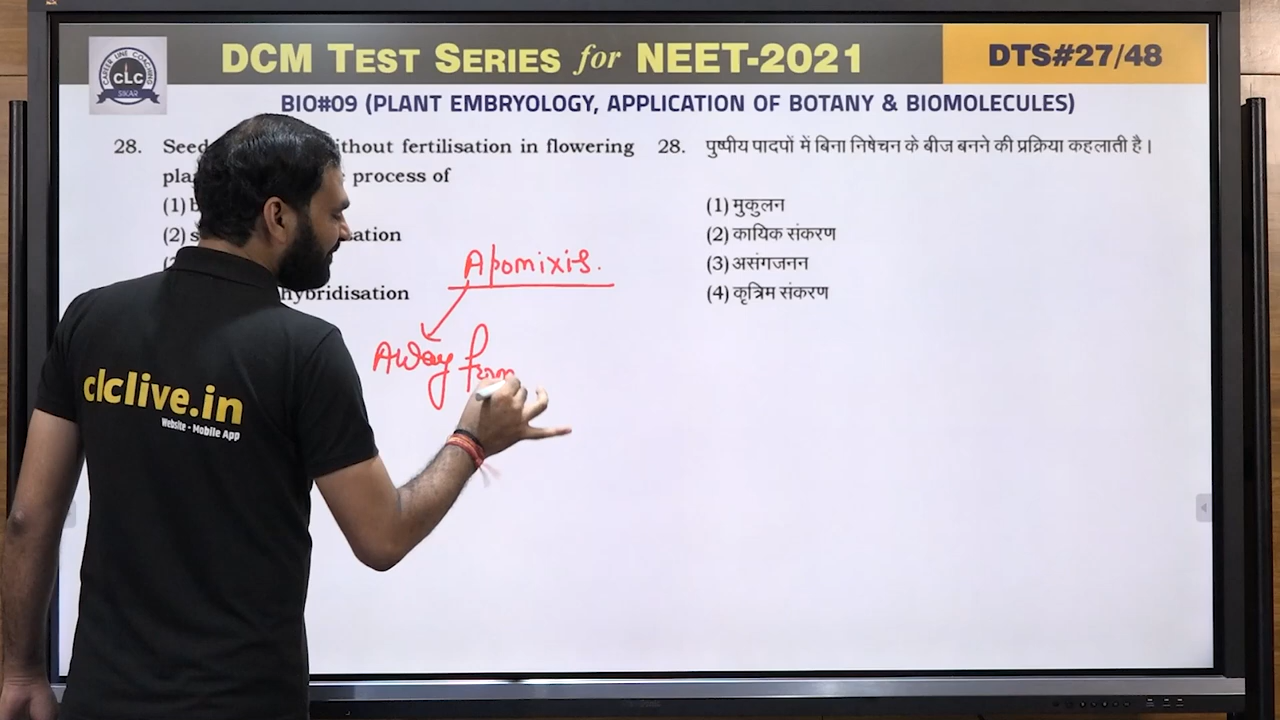 DCM TEST SERIES for NEET-2021
DTS#27/48
CAREER LINE COACHING
CLC
SIKAR
BIO#09 (PLANT EMBRYOLOGY, APPLICATION OF BOTANY & BIOMOLECULES)
28. Seed without fertilisation in flowering
process of
(1)
(2)
hybridisation
28. पुष्पीय पादपों में बिना निषेचन के बीज बनने की प्रक्रिया कहलाती है।
(1) मुकुलन
(2) कायिक संकरण
(3) असंगजनन
(4) कृत्रिम संकरण
Apomixis.
Away from
clclive.in
Website - Mobile App